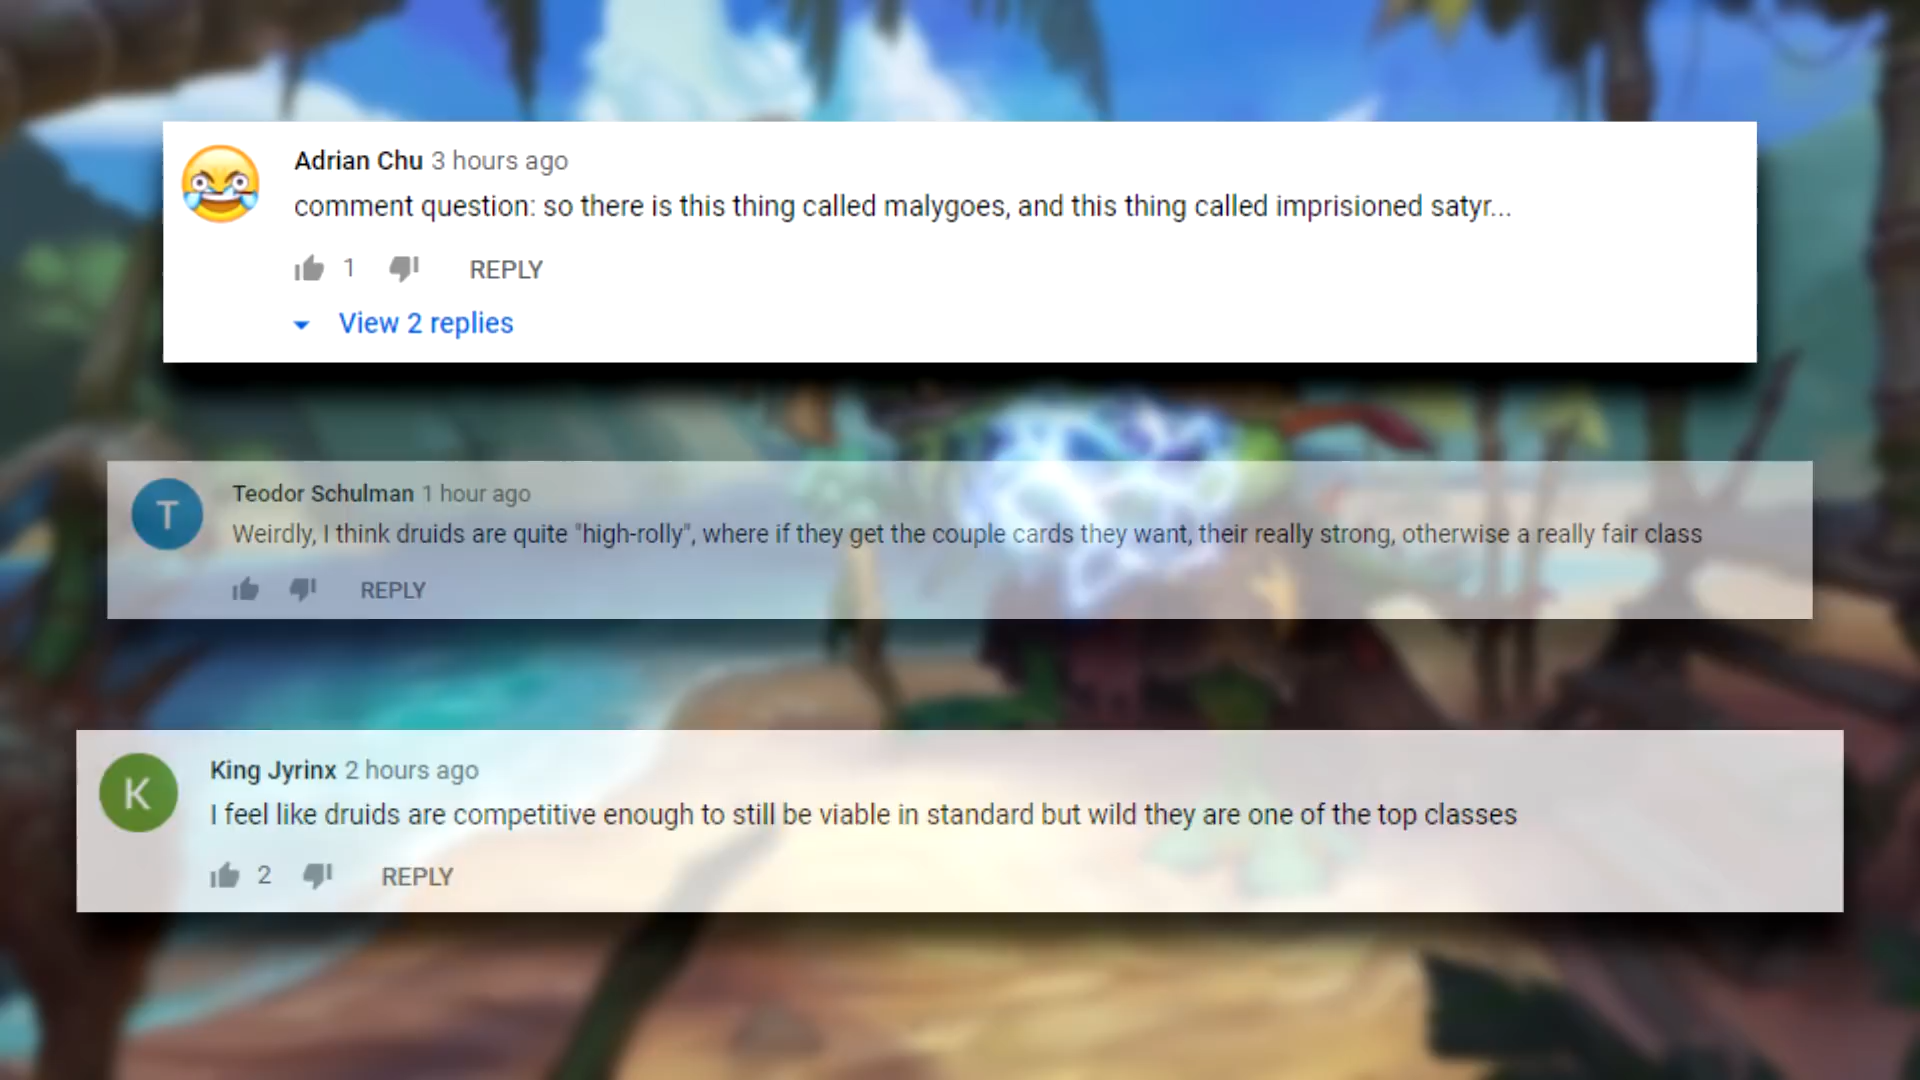 Adrian Chu 3 hours ago
comment question: so there is this thing called malygoes, and this thing called imprisioned satyr...
1 REPLY
View 2 replies
T
Teodor Schulman 1 hour ago
Weirdly, I think druids are quite "high-rolly", where if they get the couple cards they want, their really strong, otherwise a really fair class
REPLY
K
King Jyrinx 2 hours ago
I feel like druids are competitive enough to still be viable in standard but wild they are one of the top classes
2 REPLY